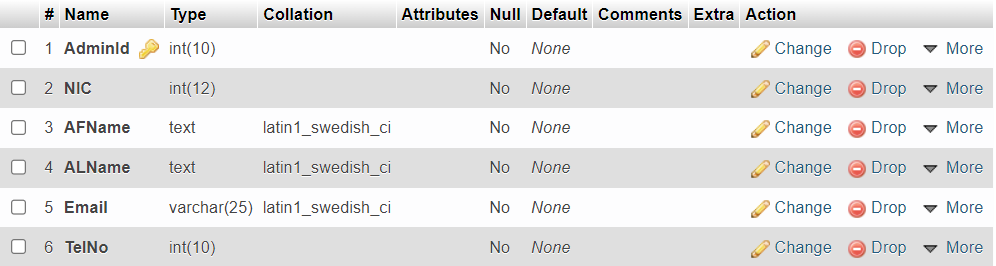 # Name Type Collation Attributes Null Default Comments Extra Action
1 AdminId int(10) No None Change Drop More
2 NIC int(12) No None Change Drop More
3 AFName text latin1_swedish_ci No None Change Drop More
4 ALName text latin1_swedish_ci No None Change Drop More
5 Email varchar(25) latin1_swedish_ci No None Change Drop More
6 TelNo int(10) No None Change Drop More